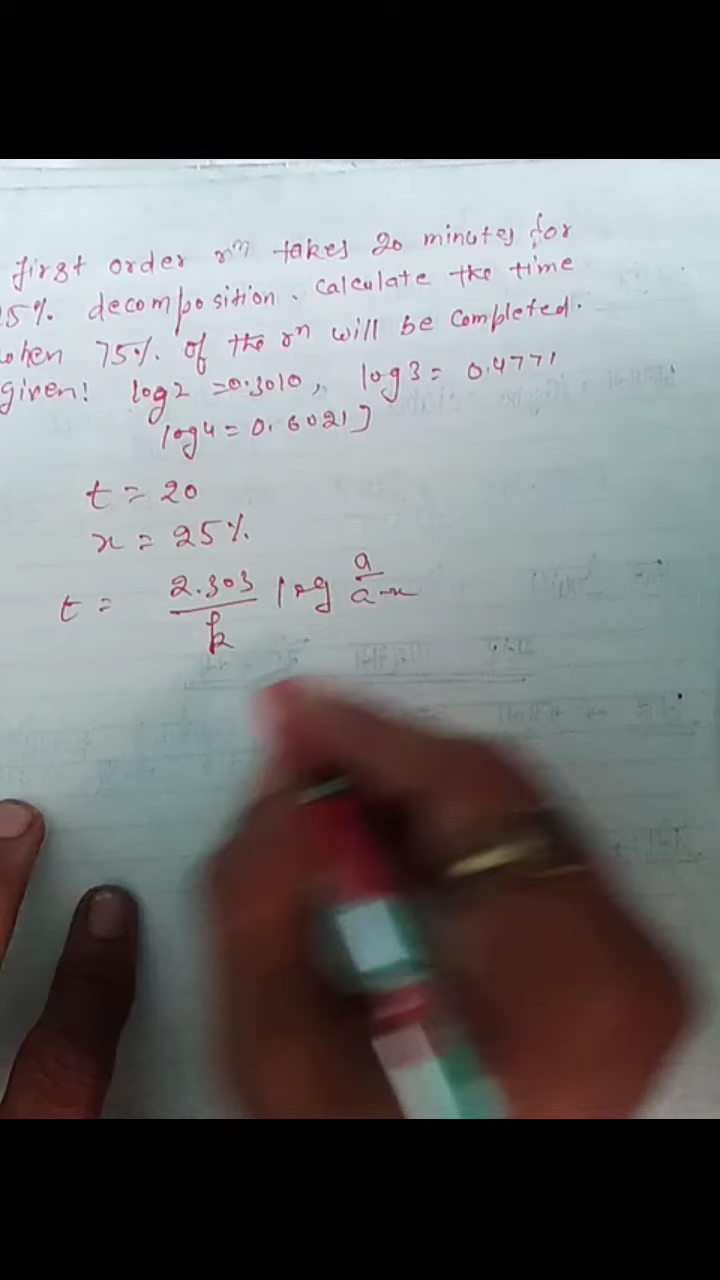 first order rⁿ takes 20 minutes for
5% decomposition. calculate the time
when 75% of the rⁿ will be completed.
given! log2 = 0.3010, log3 = 0.4771
log4 = 0.6021]
t = 20
x = 25%
t = 2.303/k log a/a-x